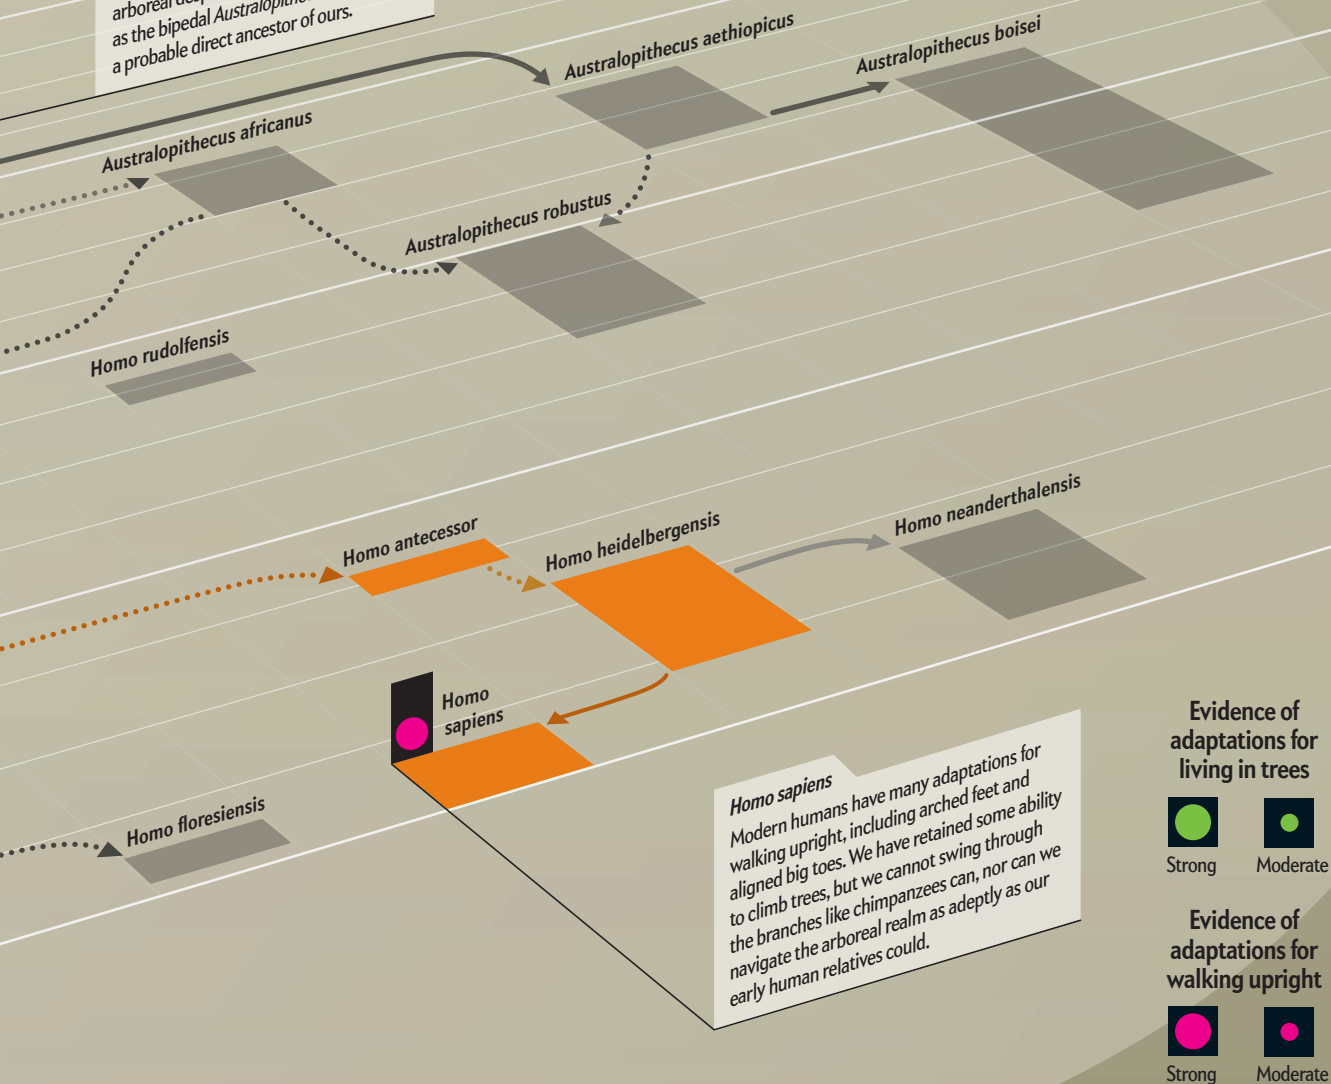 arboreal
as the bipedal
a probable direct ancestor of ours.
Australopithecus aethiopicus
Australopithecus boisei
Australopithecus africanus
Australopithecus robustus
Homo rudolfensis
Homo antecessor
Homo heidelbergensis
Homo neanderthalensis
Homo
sapiens
Homo floresiensis
Homo sapiens
Modern humans have many adaptations for
walking upright, including arched feet and
aligned big toes. We have retained some ability
to climb trees, but we cannot swing through
the branches like chimpanzees can, nor can we
navigate the arboreal realm as adeptly as our
early human relatives could.
Evidence of
adaptations for
living in trees
Strong Moderate
Evidence of
adaptations for
walking upright
Strong Moderate